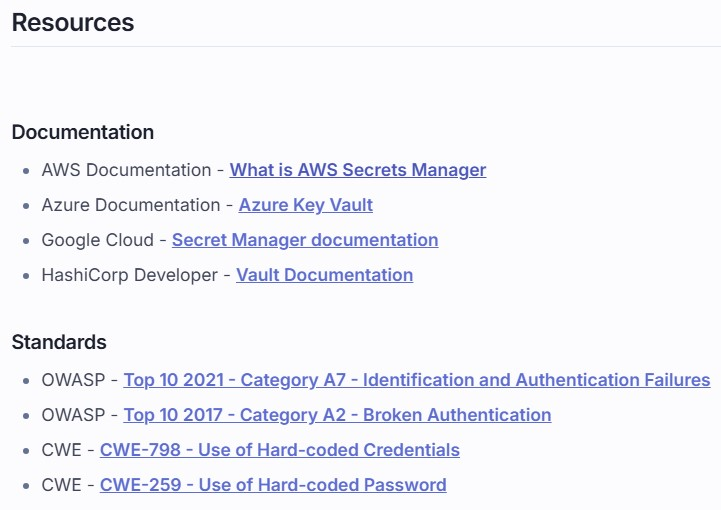 Resources
Documentation
• AWS Documentation - What is AWS Secrets Manager
• Azure Documentation - Azure Key Vault
• Google Cloud - Secret Manager documentation
• HashiCorp Developer - Vault Documentation
Standards
• OWASP - Top 10 2021 - Category A7 - Identification and Authentication Failures
• OWASP - Top 10 2017 - Category A2 - Broken Authentication
• CWE - CWE-798 - Use of Hard-coded Credentials
• CWE - CWE-259 - Use of Hard-coded Password